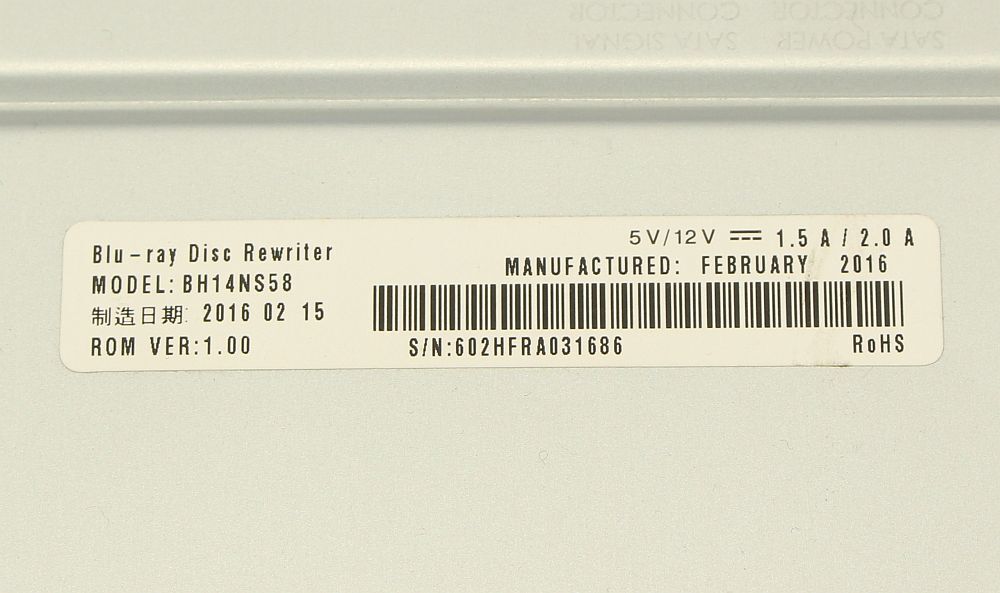 SATA POWER CONNECTOR
SATA SIGNAL CONNECTOR
Blu-ray Disc Rewriter
5V/12V ⎓ 1.5 A / 2.0 A
MODEL: BH14NS58
MANUFACTURED: FEBRUARY 2016
制造日期: 2016 02 15
ROM VER:1.00
S/N:602HFRA031686
RoHS